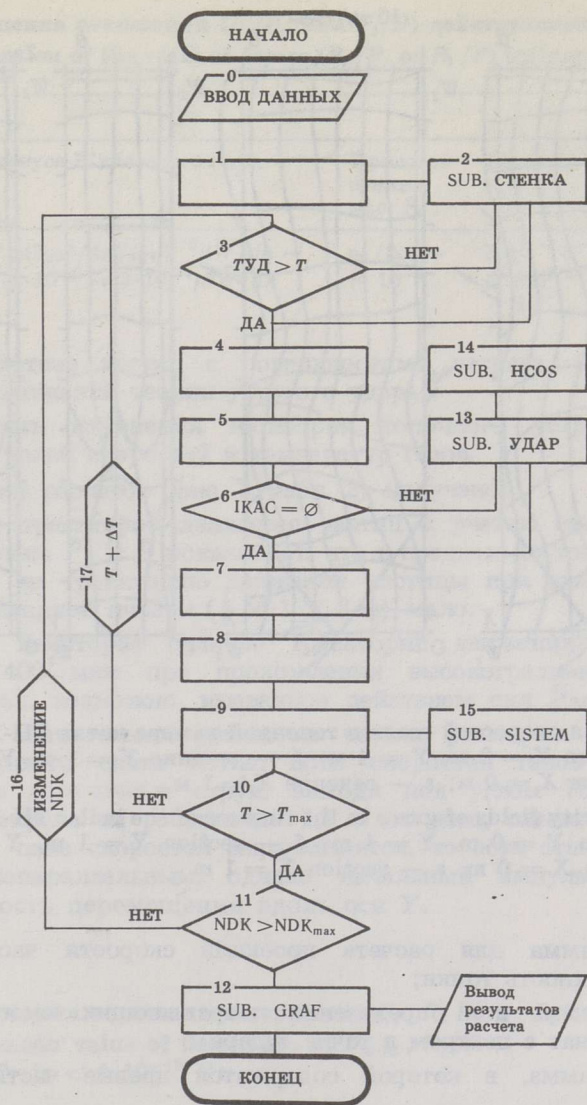 НАЧАЛО
0
ВВОД ДАННЫХ
1
2
SUB. СТЕНКА
3
TУД > T
НЕТ
ДА
4
14
SUB. HCOS
5
13
SUB. УДАР
6
IKAC = Ø
НЕТ
ДА
7
17
T + ΔT
8
9
15
SUB. SISTEM
16
ИЗМЕНЕНИЕ
NDK
10
T > Tmax
НЕТ
ДА
11
NDK > NDKmax
НЕТ
12
SUB. GRAF
Вывод
результатов
расчета
КОНЕЦ